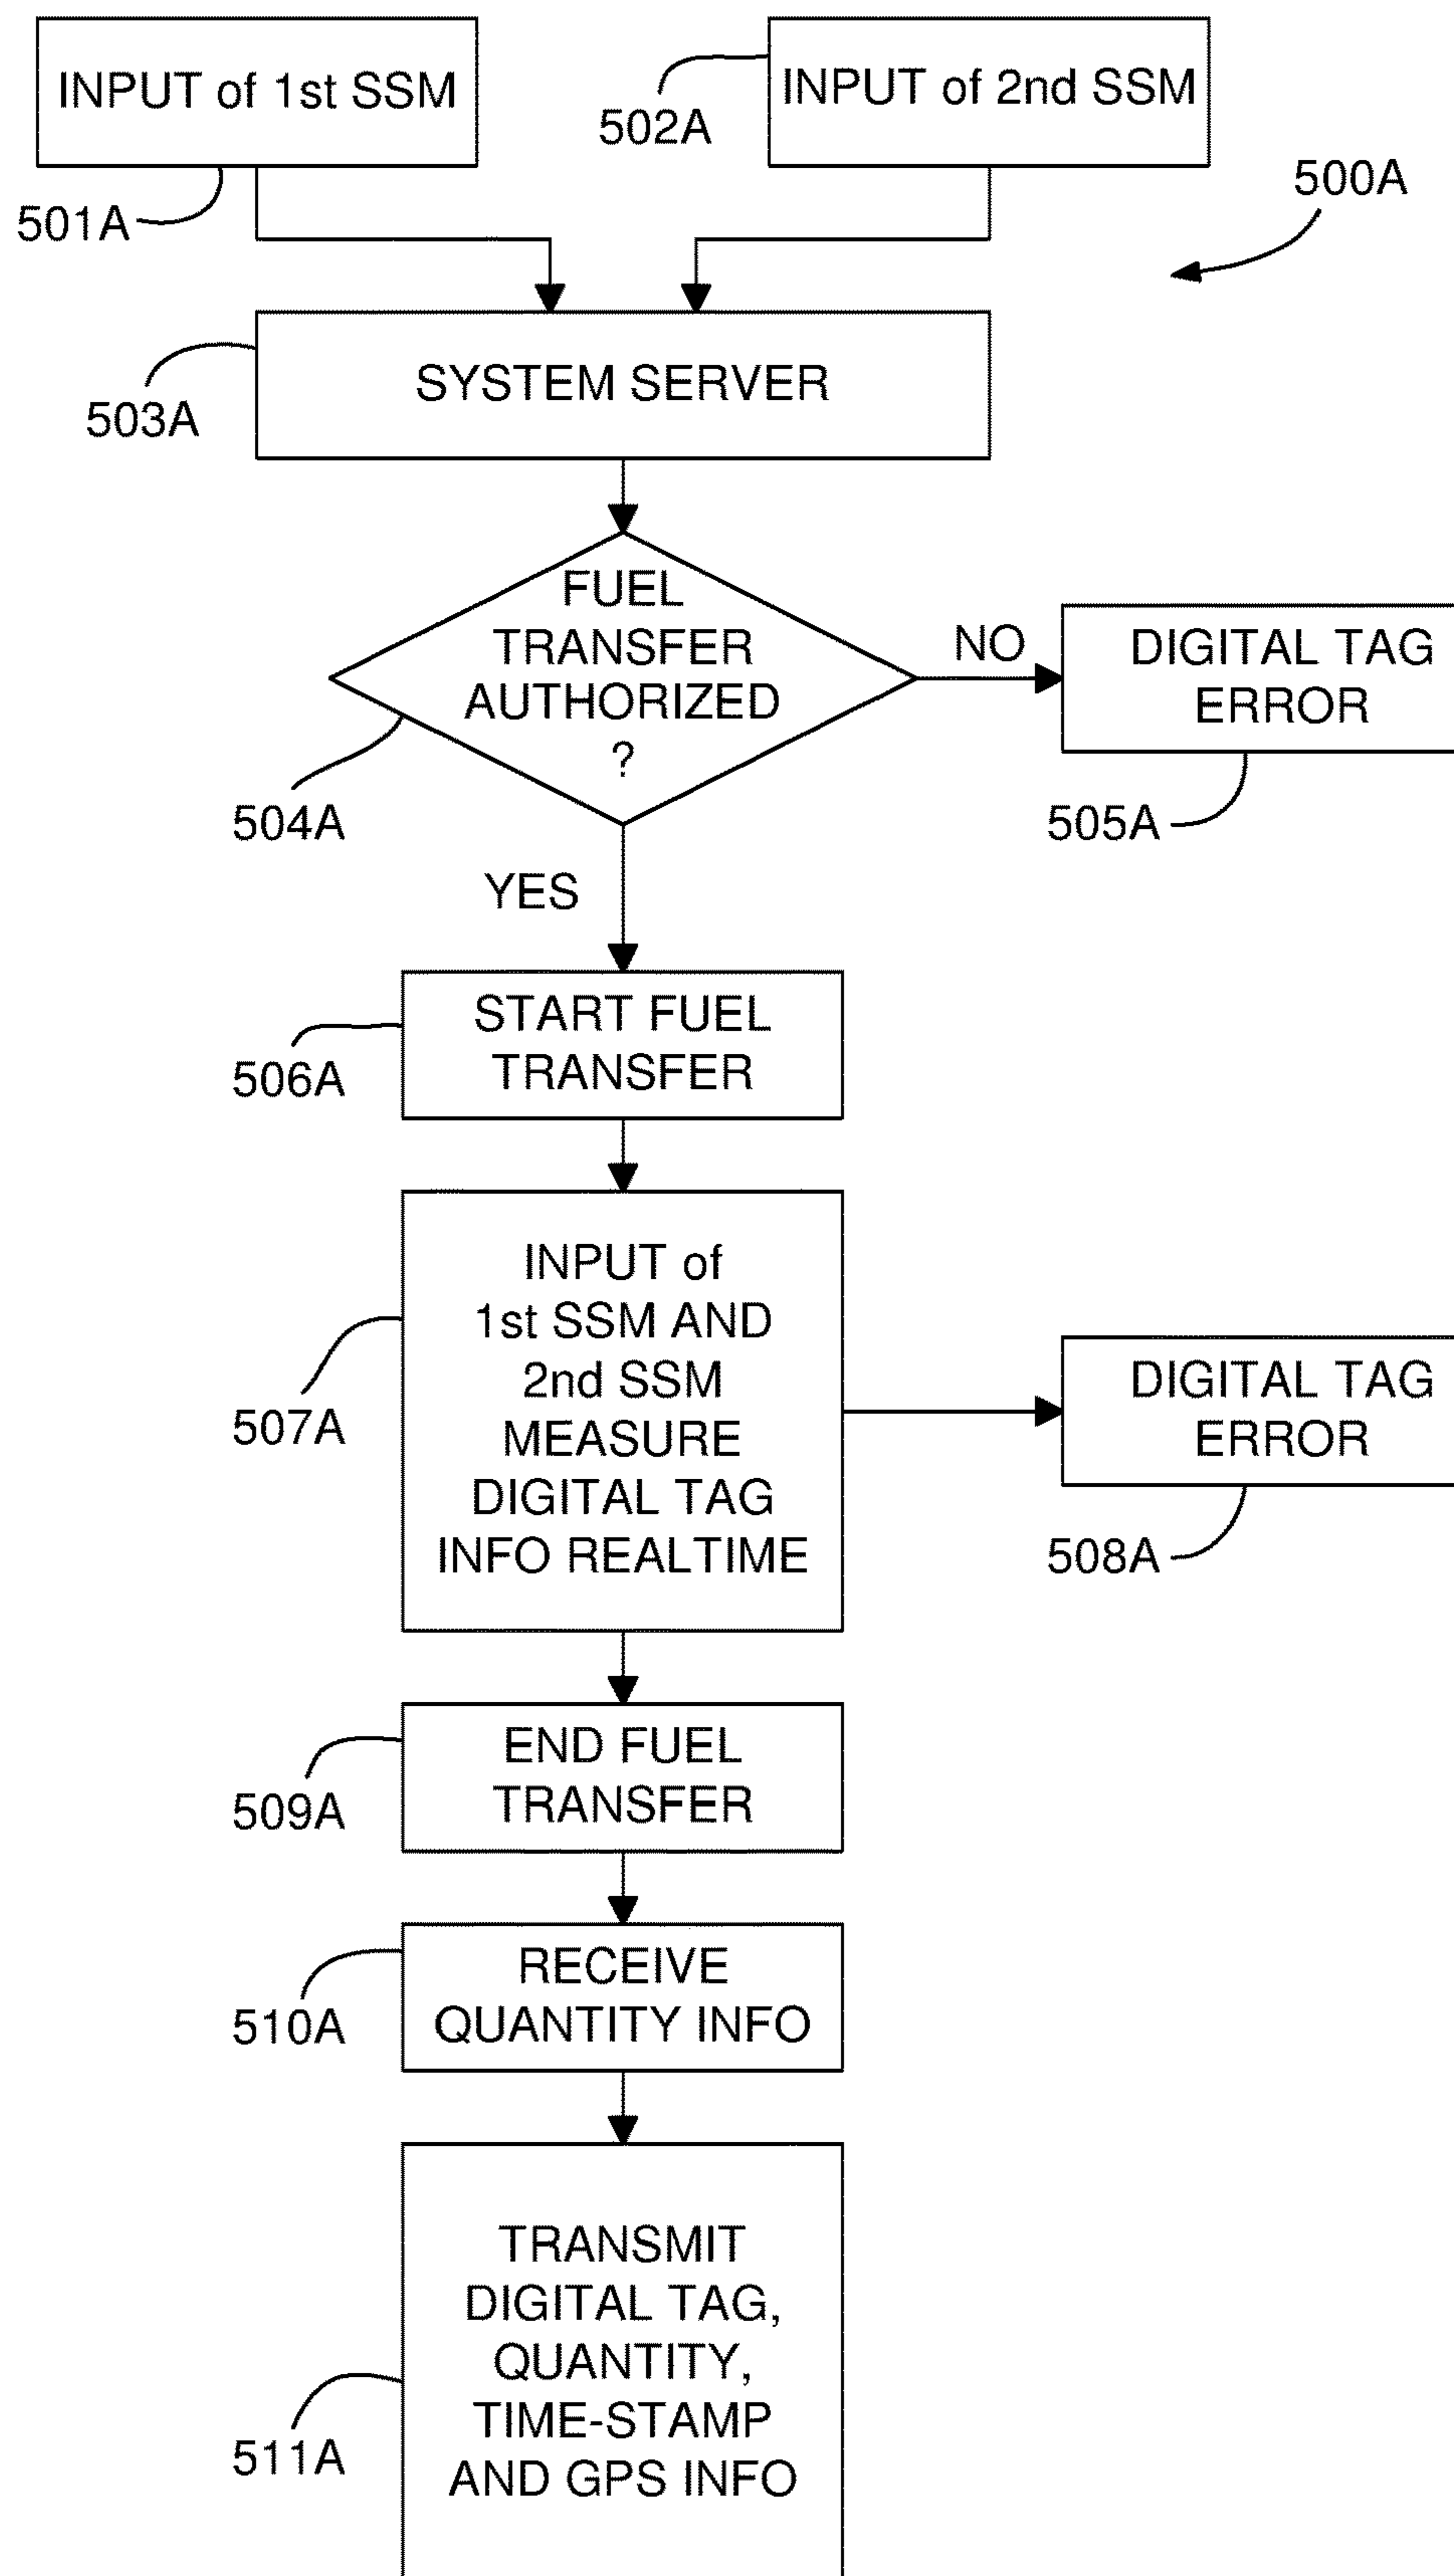 INPUT of 1st SSM
INPUT of 2nd SSM
501A
502A
500A
SYSTEM SERVER
503A
FUEL
TRANSFER
AUTHORIZED
?
504A
NO
DIGITAL TAG
ERROR
505A
YES
START FUEL
TRANSFER
506A
INPUT of
1st SSM AND
2nd SSM
MEASURE
DIGITAL TAG
INFO REALTIME
507A
DIGITAL TAG
ERROR
508A
END FUEL
TRANSFER
509A
RECEIVE
QUANTITY INFO
510A
TRANSMIT
DIGITAL TAG,
QUANTITY,
TIME-STAMP
AND GPS INFO
511A